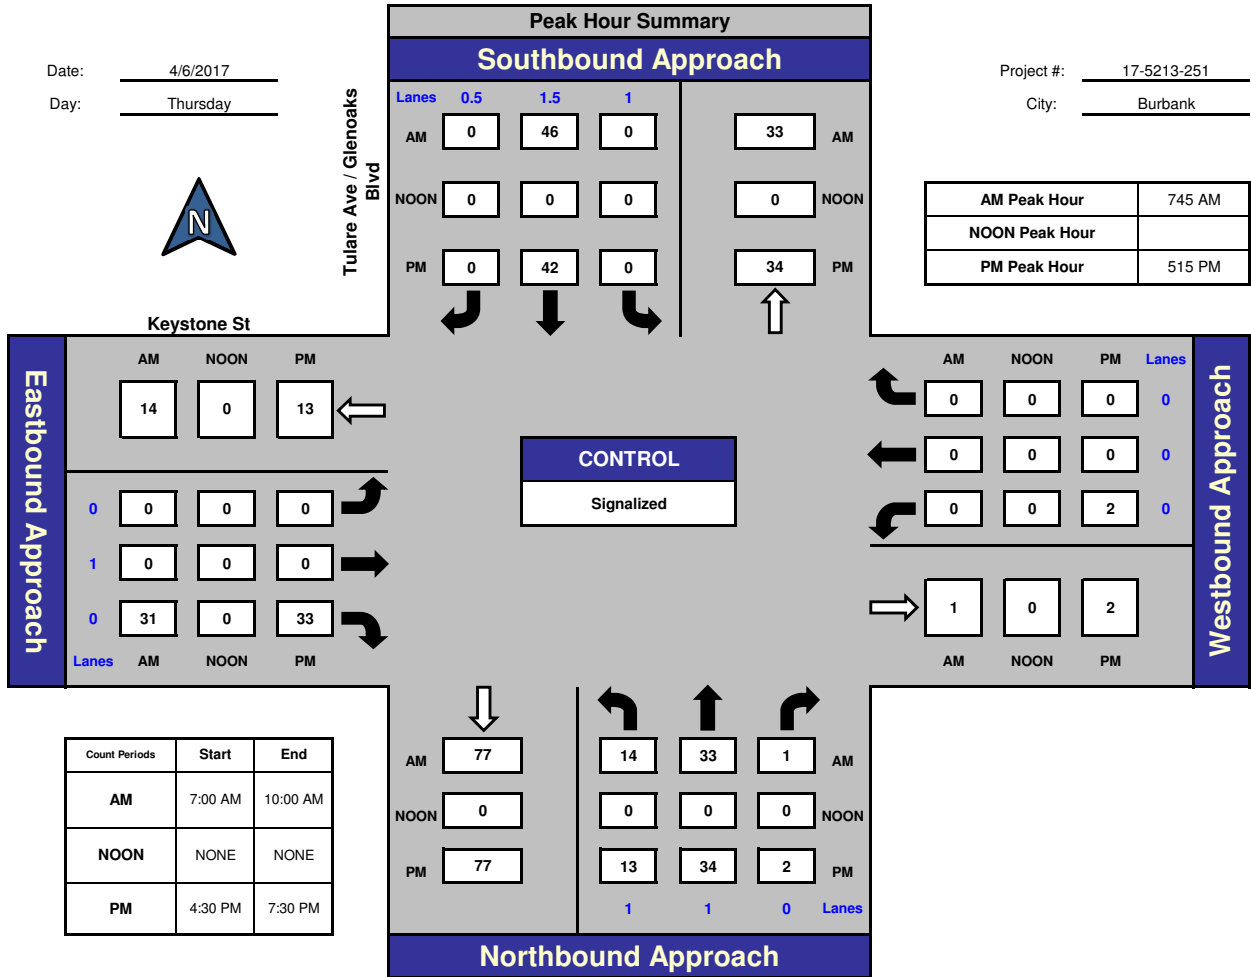 Peak Hour Summary
Southbound Approach
Date: 4/6/2017
Day: Thursday
Project #: 17-5213-251
City: Burbank
N
Tulare Ave / Glenoaks
Blvd
Lanes 0.5 1.5 1
AM 0 46 0 33 AM
NOON 0 0 0 0 NOON
PM 0 42 0 34 PM
AM Peak Hour 745 AM
NOON Peak Hour
PM Peak Hour 515 PM
Keystone St
Eastbound Approach
AM NOON PM
14 0 13
0 0 0 0
1 0 0 0
0 31 0 33
Lanes AM NOON PM
CONTROL
Signalized
AM NOON PM Lanes
0 0 0 0
0 0 0 0
0 0 2 0
1 0 2
AM NOON PM
Westbound Approach
Count Periods Start End
AM 7:00 AM 10:00 AM
NOON NONE NONE
PM 4:30 PM 7:30 PM
AM 77 14 33 1 AM
NOON 0 0 0 0 NOON
PM 77 13 34 2 PM
1 1 0 Lanes
Northbound Approach